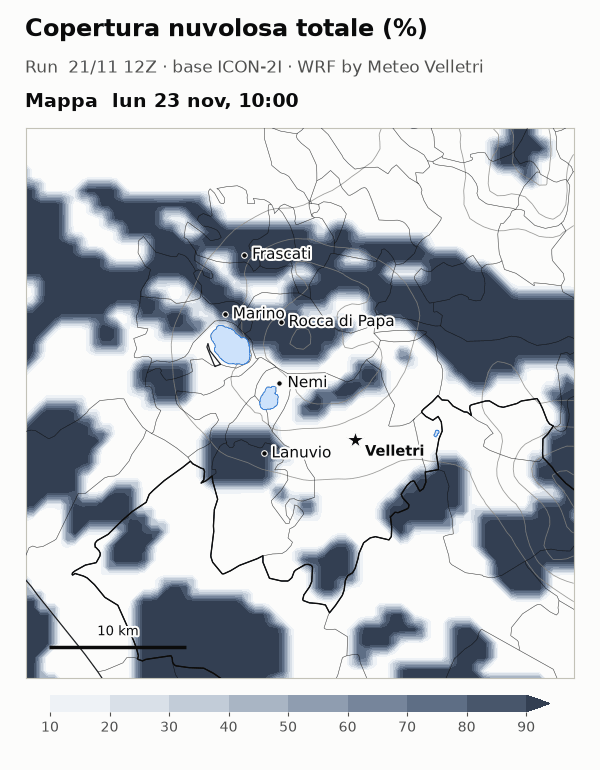 Copertura nuvolosa totale (%)
Run  21/11 12Z · base ICON-2I · WRF by Meteo Velletri
Mappa  lun 23 nov, 10:00
Frascati
Marino
Rocca di Papa
Nemi
Velletri
Lanuvio
10 km
10 20 30 40 50 60 70 80 90